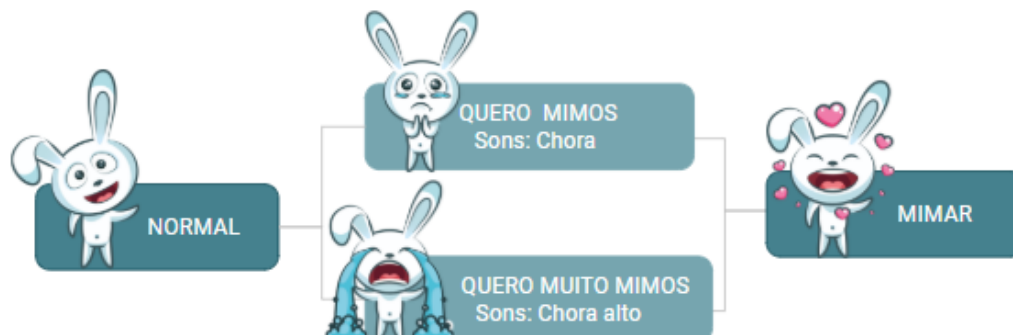 NORMAL
QUERO MIMOS
Sons: Chora
QUERO MUITO MIMOS
Sons: Chora alto
MIMAR